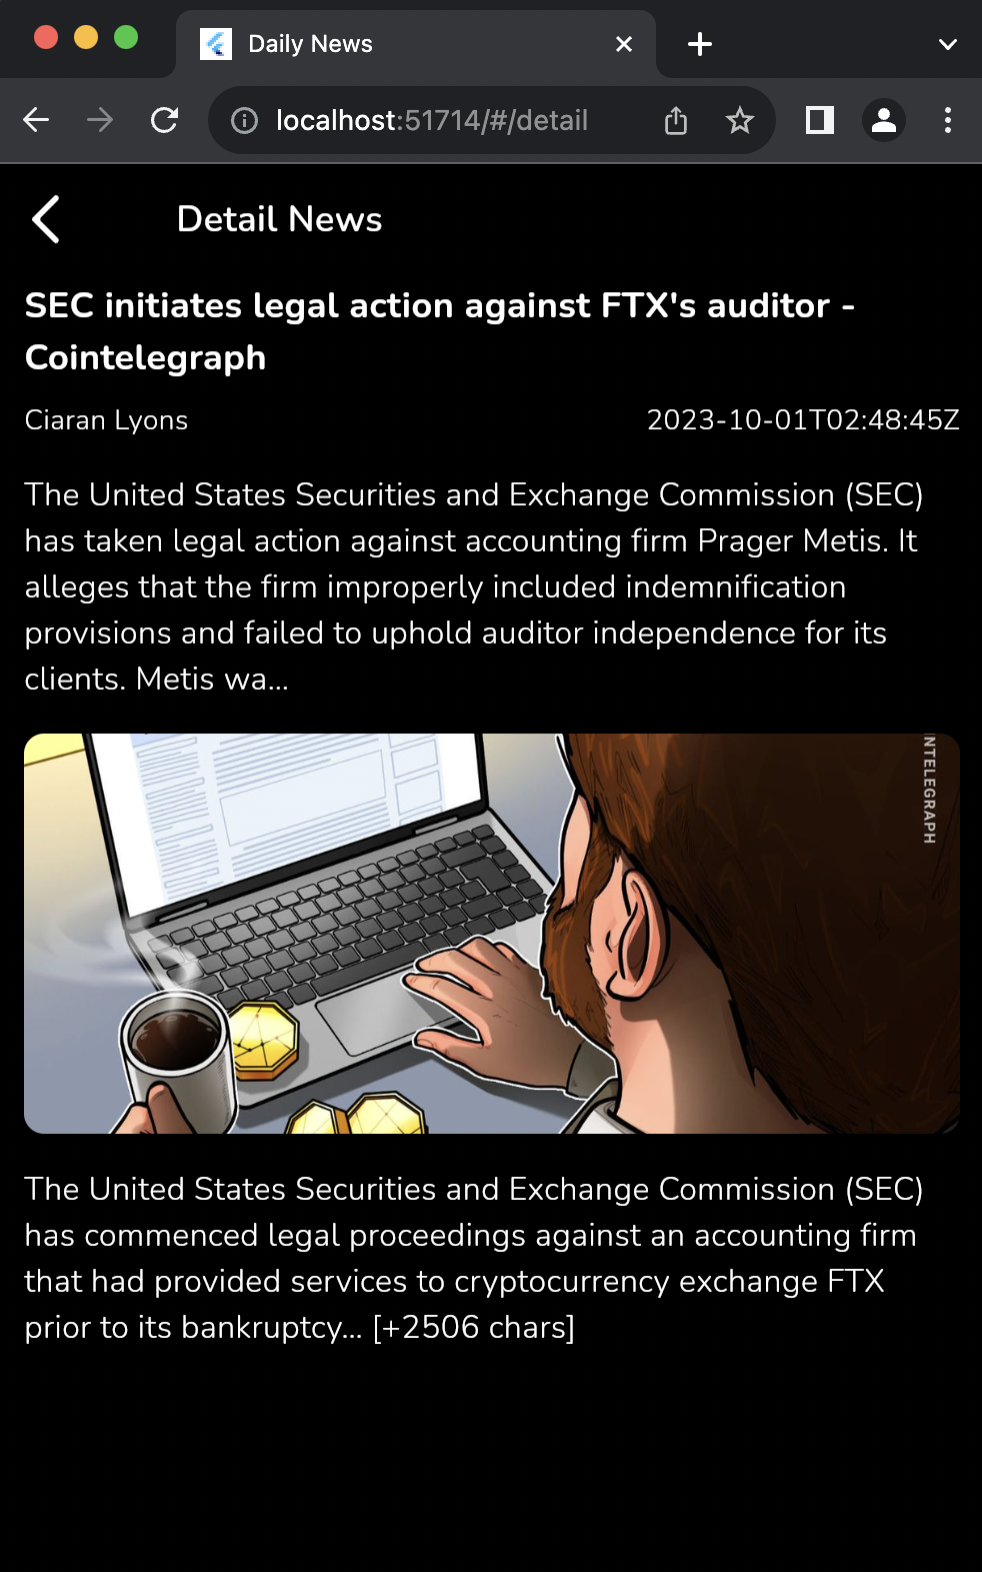 Daily News
localhost:51714/#/detail
Detail News
SEC initiates legal action against FTX's auditor -
Cointelegraph
Ciaran Lyons 2023-10-01T02:48:45Z
The United States Securities and Exchange Commission (SEC)
has taken legal action against accounting firm Prager Metis. It
alleges that the firm improperly included indemnification
provisions and failed to uphold auditor independence for its
clients. Metis wa...
NTELEGRAPH
The United States Securities and Exchange Commission (SEC)
has commenced legal proceedings against an accounting firm
that had provided services to cryptocurrency exchange FTX
prior to its bankruptcy... [+2506 chars]